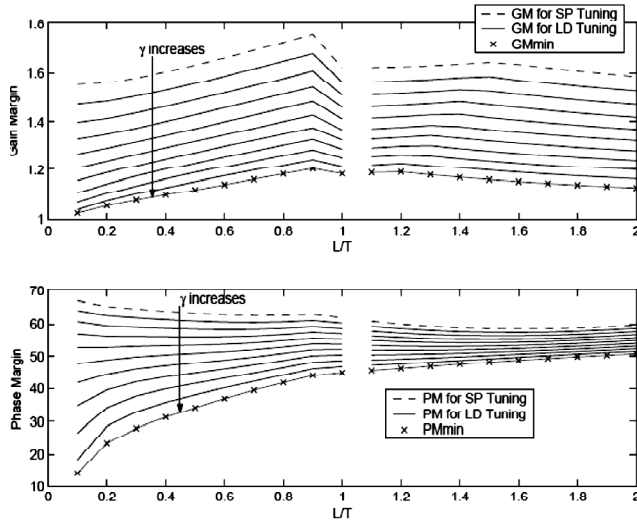 1.8
1.6
1.4
1.2
1
Gain Margin
γ increases
GM for SP Tuning
GM for LD Tuning
GMmin
0 0.2 0.4 0.6 0.8 1 1.2 1.4 1.6 1.8 2
L/T
70
60
50
40
30
20
10
Phase Margin
γ increases
PM for SP Tuning
PM for LD Tuning
PMmin
0 0.2 0.4 0.6 0.8 1 1.2 1.4 1.6 1.8 2
L/T